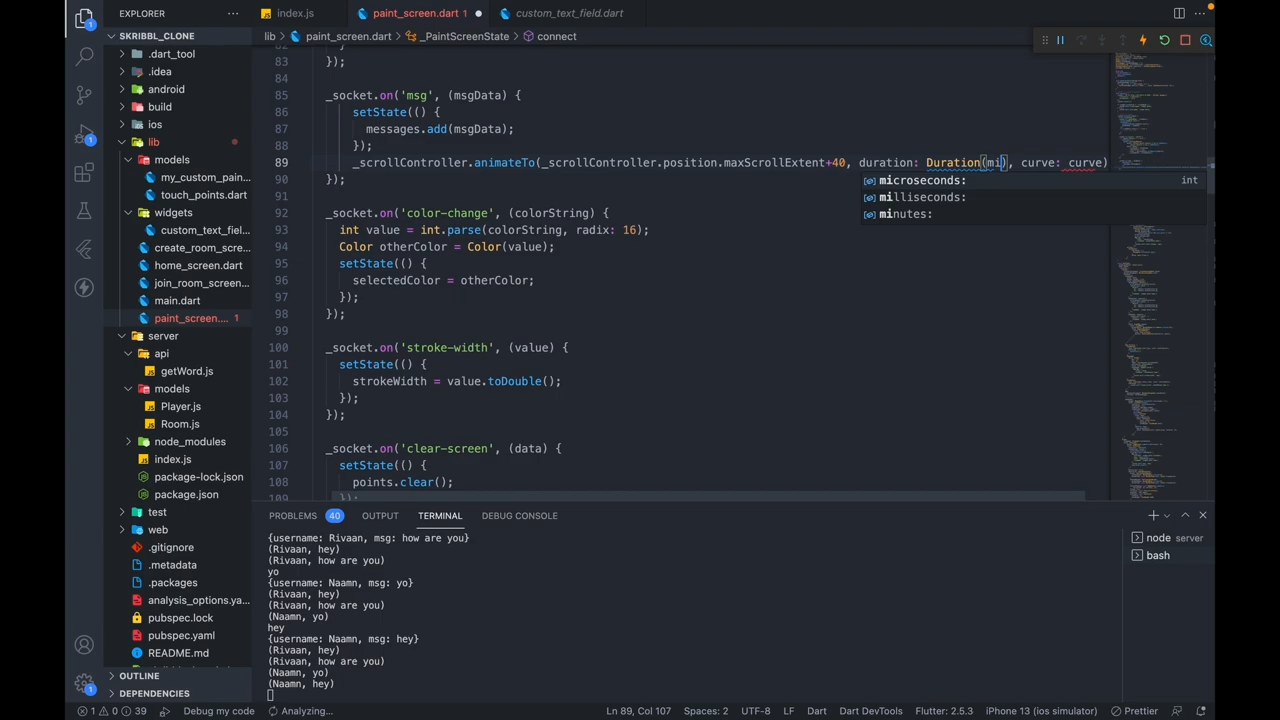 EXPLORER
index.js
paint_screen.dart 1
custom_text_field.dart
SKRIBBL_CLONE
lib
paint_screen.dart
_PaintScreenState
connect
.dart_tool
.idea
android
build
ios
lib
models
my_custom_pain...
touch_points.dart
widgets
custom_text_fiel...
create_room_scre...
home_screen.dart
join_room_screen...
main.dart
paint_screen.... 1
server
api
getWord.js
models
Player.js
Room.js
node_modules
index.js
package-lock.json
package.json
test
web
.gitignore
.metadata
.packages
analysis_options.ya...
pubspec.lock
pubspec.yaml
README.md
OUTLINE
DEPENDENCIES
82 }
83 });
84
85 _socket.on('msg', (msgData) {
86 setState(() {
87 messages.add(msgData);
88 });
89 _scrollController.animateTo(_scrollController.position.maxScrollExtent+40, duration: Duration(mi), curve: curve)
90 });
91
92 _socket.on('color-change', (colorString) {
93 int value = int.parse(colorString, radix: 16);
94 Color otherColor = Color(value);
95 setState(() {
96 selectedColor = otherColor;
97 });
98 });
99
100 _socket.on('stroke-width', (value) {
101 setState(() {
102 strokeWidth = value.toDouble();
103 });
104 });
105
106 _socket.on('clear-screen', (data) {
107 setState(() {
108 points.clear();
109 });
microseconds: int
milliseconds:
minutes:
PROBLEMS 40 OUTPUT TERMINAL DEBUG CONSOLE
{username: Rivaan, msg: how are you}
(Rivaan, hey)
(Rivaan, how are you)
yo
{username: Naamn, msg: yo}
(Rivaan, hey)
(Rivaan, how are you)
(Naamn, yo)
hey
{username: Naamn, msg: hey}
(Rivaan, hey)
(Rivaan, how are you)
(Naamn, yo)
(Naamn, hey)
node server
bash
1 0 39 Debug my code Analyzing... Ln 89, Col 107 Spaces: 2 UTF-8 LF Dart Dart DevTools Flutter: 2.5.3 iPhone 13 (ios simulator) Prettier